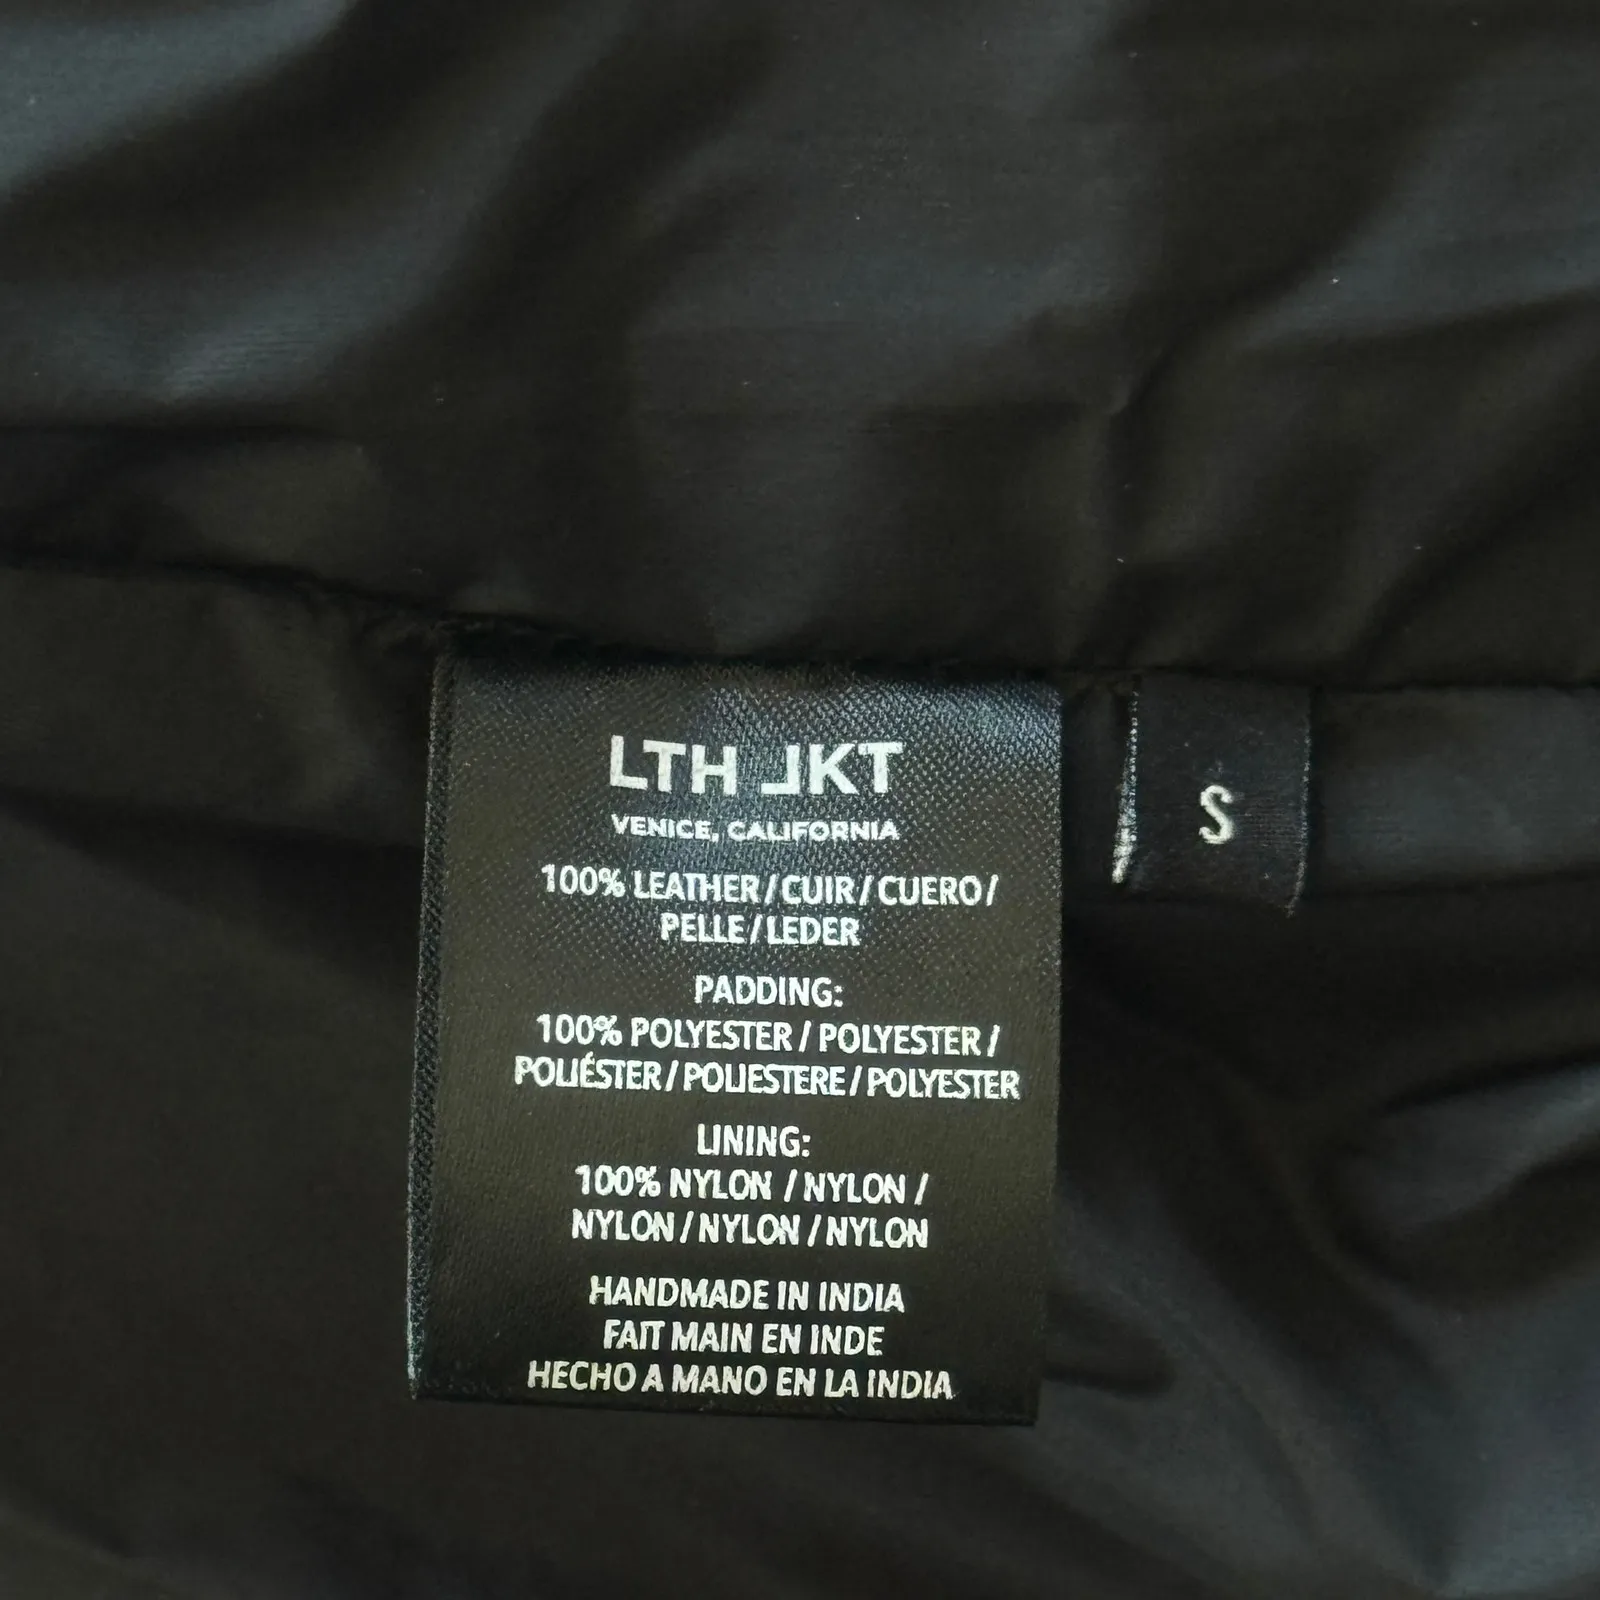 LTH JKT
VENICE, CALIFORNIA
100% LEATHER / CUIR / CUERO /
PELLE / LEDER
PADDING:
100% POLYESTER / POLYESTER /
POLIÉSTER / POLIESTERE / POLYESTER
LINING:
100% NYLON / NYLON /
NYLON / NYLON / NYLON
HANDMADE IN INDIA
FAIT MAIN EN INDE
HECHO A MANO EN LA INDIA
S